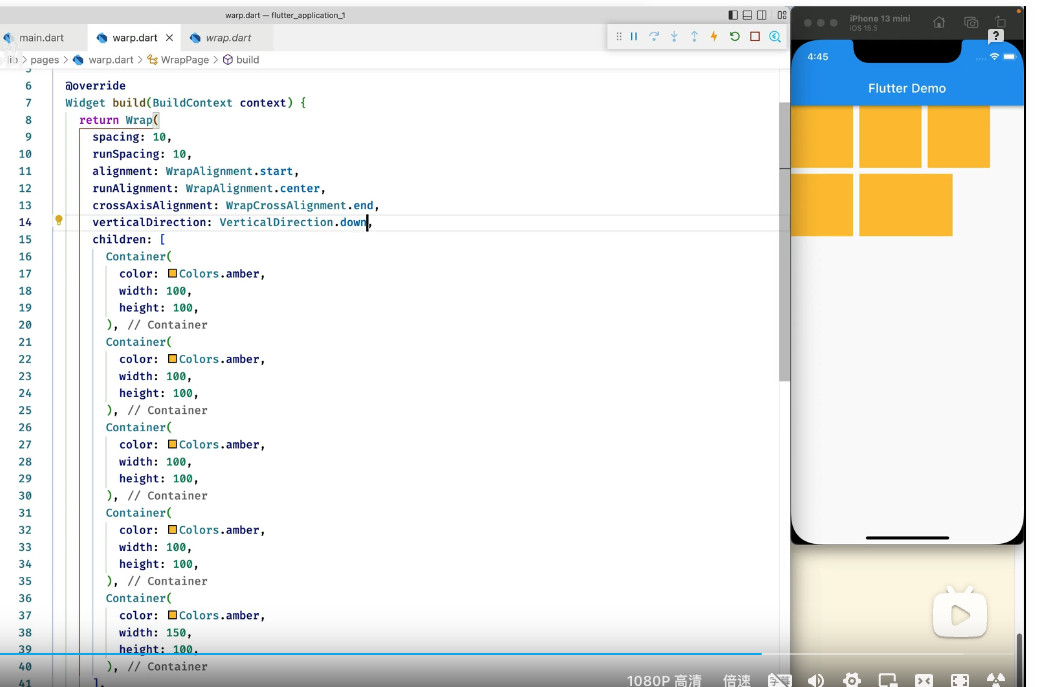 warp.dart — flutter_application_1
main.dart
warp.dart
wrap.dart
pages > warp.dart > WrapPage > build
6 @override
7 Widget build(BuildContext context) {
8 return Wrap(
9 spacing: 10,
10 runSpacing: 10,
11 alignment: WrapAlignment.start,
12 runAlignment: WrapAlignment.center,
13 crossAxisAlignment: WrapCrossAlignment.end,
14 verticalDirection: VerticalDirection.down,
15 children: [
16 Container(
17 color: Colors.amber,
18 width: 100,
19 height: 100,
20 ), // Container
21 Container(
22 color: Colors.amber,
23 width: 100,
24 height: 100,
25 ), // Container
26 Container(
27 color: Colors.amber,
28 width: 100,
29 height: 100,
30 ), // Container
31 Container(
32 color: Colors.amber,
33 width: 100,
34 height: 100,
35 ), // Container
36 Container(
37 color: Colors.amber,
38 width: 150,
39 height: 100,
40 ), // Container
41 ],
iPhone 13 mini
iOS 15.5
?
4:45
Flutter Demo
1080P 高清
倍速